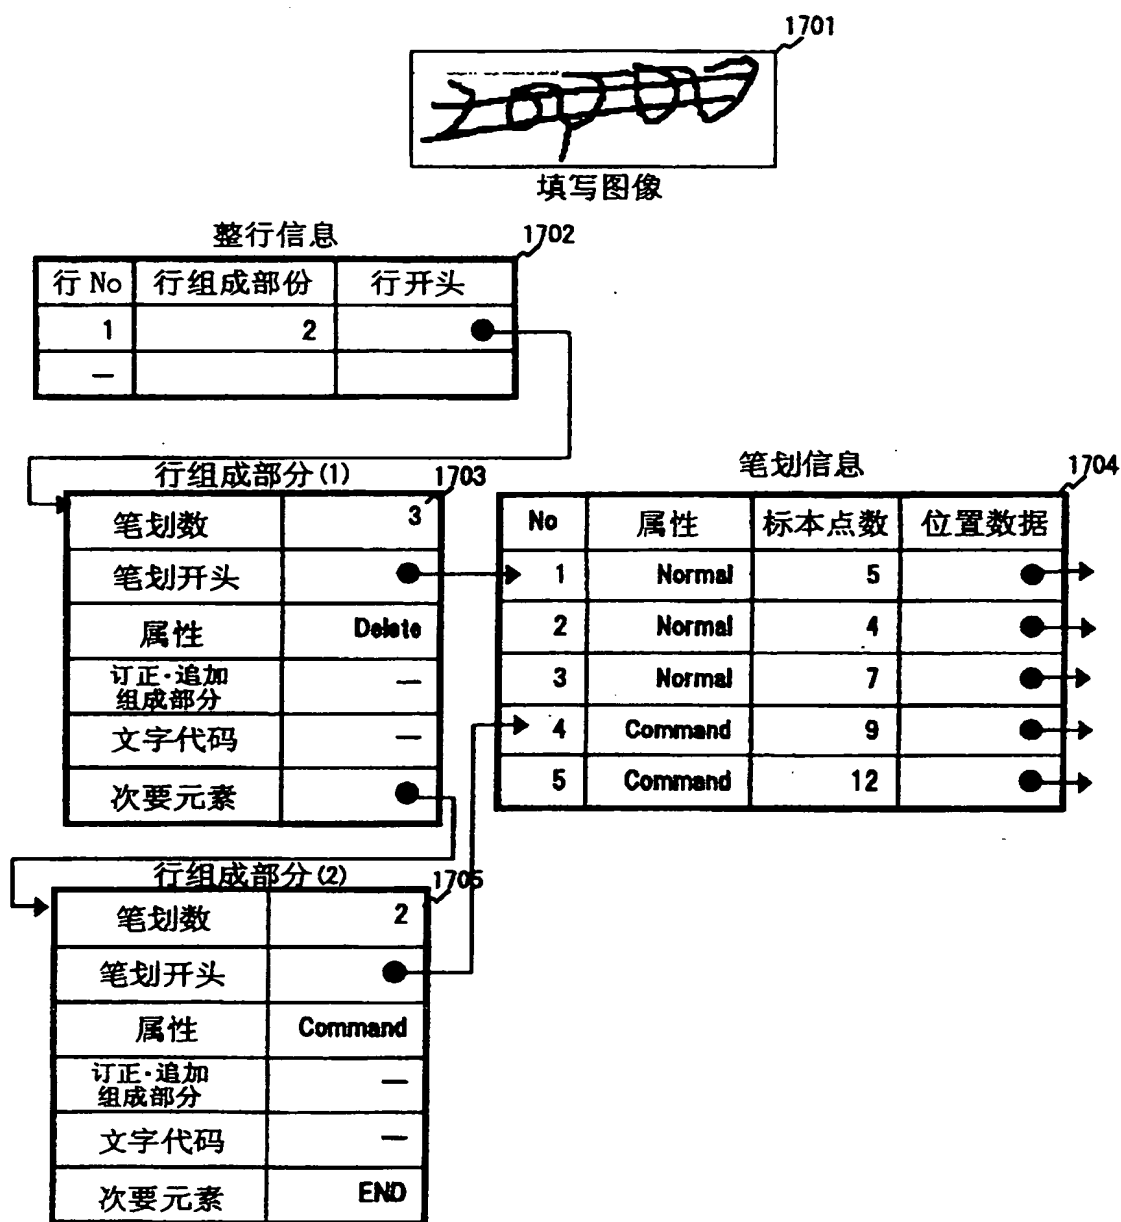 1701
填写图像
整行信息 1702
行 No 行组成部份 行开头
1 2
—
行组成部分(1) 1703
笔划数 3
笔划开头
属性 Delete
订正·追加组成部分 —
文字代码 —
次要元素
笔划信息 1704
No 属性 标本点数 位置数据
1 Normal 5
2 Normal 4
3 Normal 7
4 Command 9
5 Command 12
行组成部分(2) 1705
笔划数 2
笔划开头
属性 Command
订正·追加组成部分 —
文字代码 —
次要元素 END